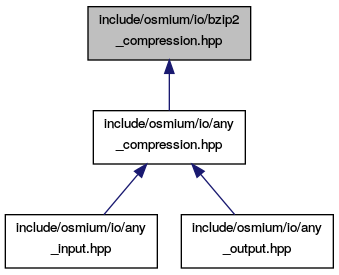 include/osmium/io/bzip2
_compression.hpp
include/osmium/io/any
_compression.hpp
include/osmium/io/any
_input.hpp
include/osmium/io/any
_output.hpp